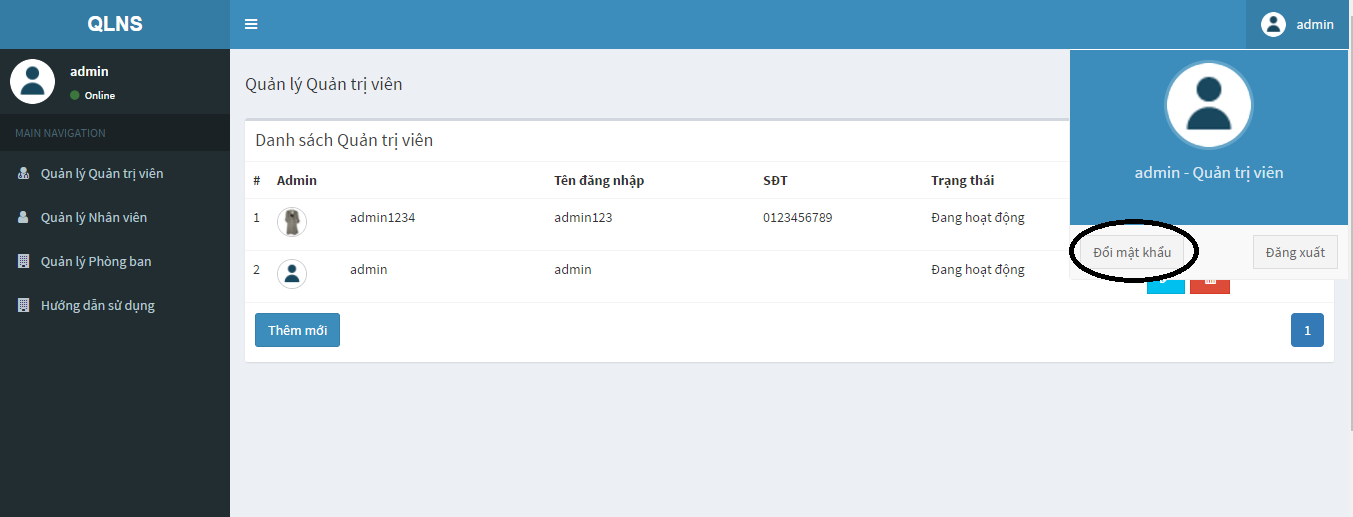 QLNS
admin
admin
Online
MAIN NAVIGATION
Quản lý Quản trị viên
Quản lý Nhân viên
Quản lý Phòng ban
Hướng dẫn sử dụng
Quản lý Quản trị viên
Danh sách Quản trị viên
# Admin Tên đăng nhập SĐT Trạng thái
1 admin1234 admin123 0123456789 Đang hoạt động
2 admin admin Đang hoạt động
Thêm mới
1
admin - Quản trị viên
Đổi mật khẩu
Đăng xuất